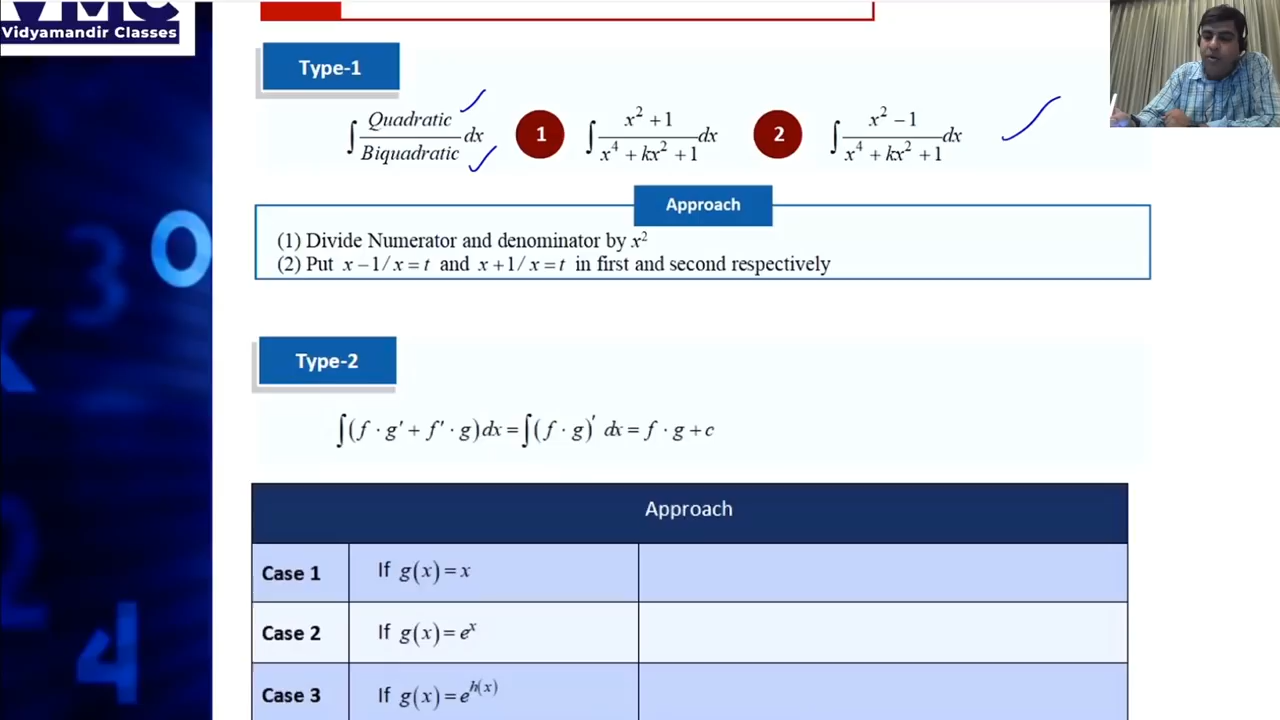 VMC
Vidyamandir Classes
Type-1
∫ Quadratic / Biquadratic dx
1 ∫ (x² + 1) / (x⁴ + kx² + 1) dx
2 ∫ (x² − 1) / (x⁴ + kx² + 1) dx
Approach
(1) Divide Numerator and denominator by x²
(2) Put x − 1/ x = t and x + 1/ x = t in first and second respectively
Type-2
∫(f · g′ + f′ · g) dx = ∫(f · g)′ dx = f · g + c
Approach
Case 1 If g(x) = x
Case 2 If g(x) = eˣ
Case 3 If g(x) = e^h(x)